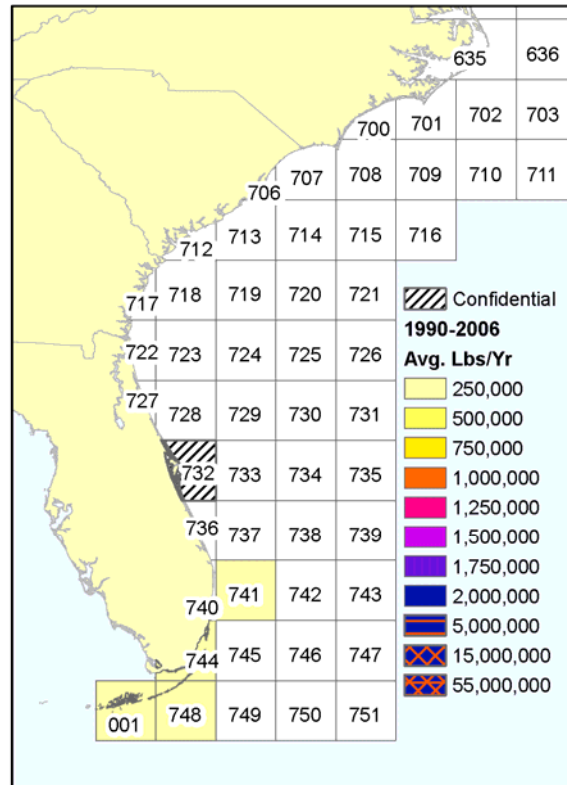 635 636
700 701 702 703
706 707 708 709 710 711
712 713 714 715 716
717 718 719 720 721
722 723 724 725 726
727 728 729 730 731
732 733 734 735
736 737 738 739
740 741 742 743
744 745 746 747
001 748 749 750 751
Confidential
1990-2006
Avg. Lbs/Yr
250,000
500,000
750,000
1,000,000
1,250,000
1,500,000
1,750,000
2,000,000
5,000,000
15,000,000
55,000,000